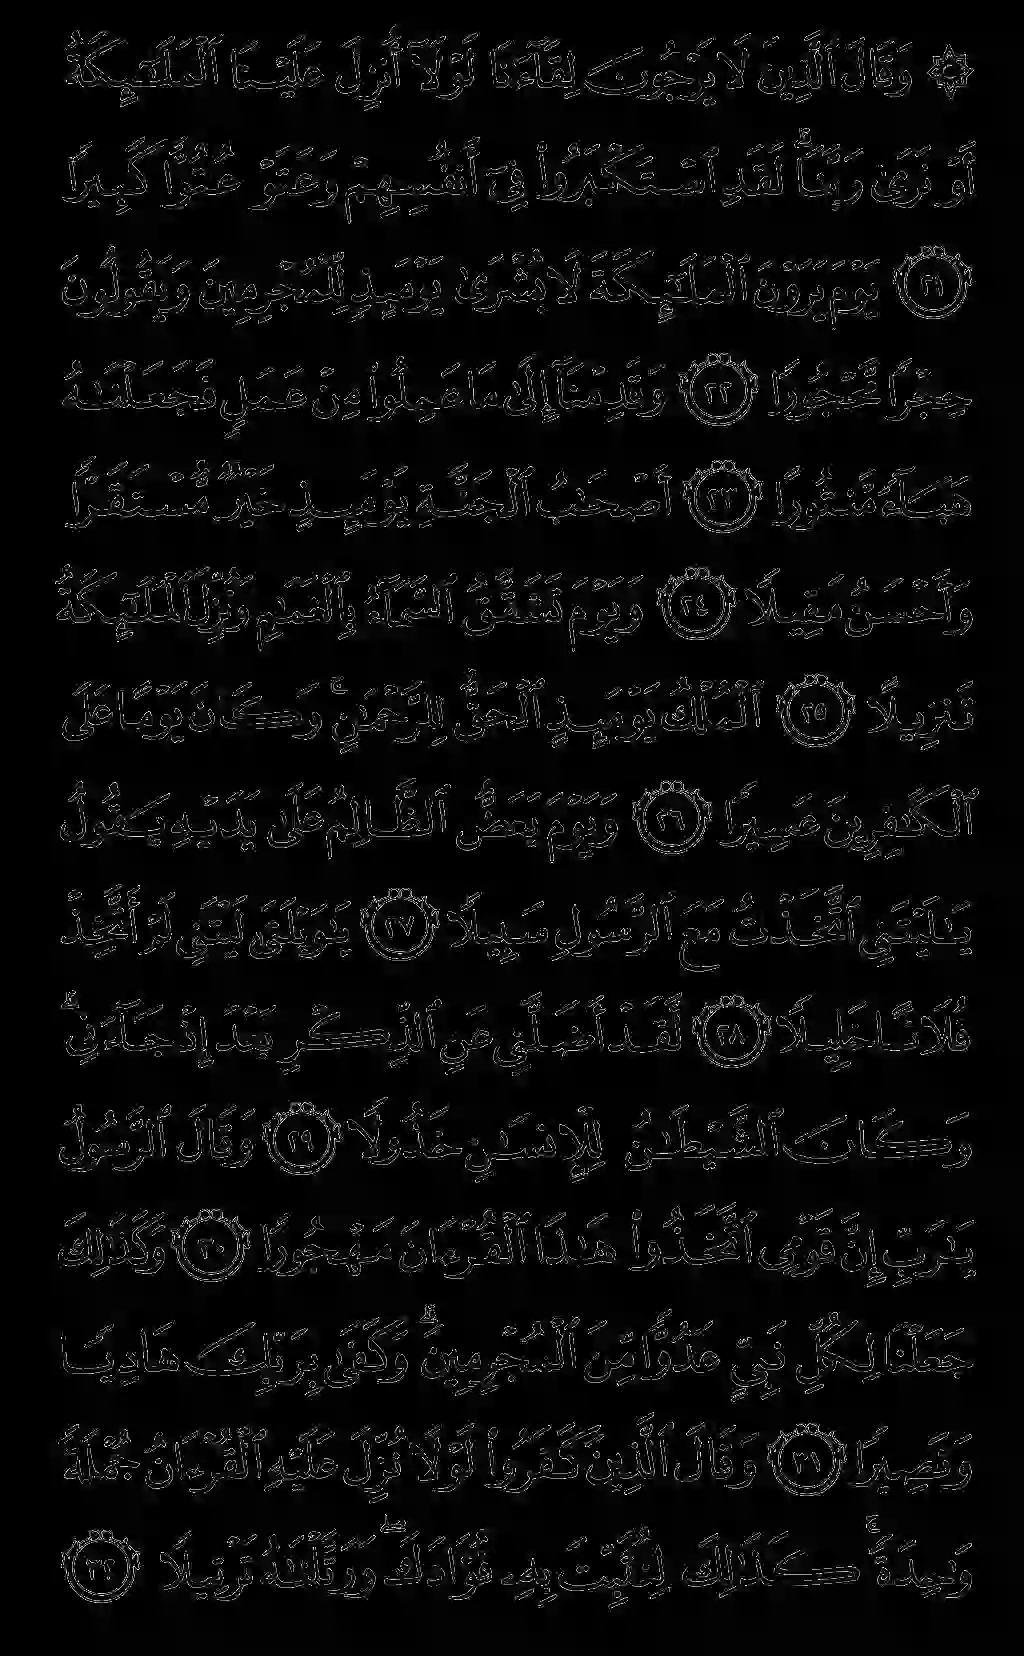 ۞ وَقَالَ ٱلَّذِينَ لَا يَرْجُونَ لِقَآءَنَا لَوْلَآ أُنزِلَ عَلَيْنَا ٱلْمَلَـٰٓئِكَةُ
أَوْ نَرَىٰ رَبَّنَا ۗ لَقَدِ ٱسْتَكْبَرُوا۟ فِىٓ أَنفُسِهِمْ وَعَتَوْ عُتُوًّا كَبِيرًا
٢١ يَوْمَ يَرَوْنَ ٱلْمَلَـٰٓئِكَةَ لَا بُشْرَىٰ يَوْمَئِذٍ لِّلْمُجْرِمِينَ وَيَقُولُونَ
حِجْرًا مَّحْجُورًا ٢٢ وَقَدِمْنَآ إِلَىٰ مَا عَمِلُوا۟ مِنْ عَمَلٍ فَجَعَلْنَـٰهُ
هَبَآءً مَّنثُورًا ٢٣ أَصْحَـٰبُ ٱلْجَنَّةِ يَوْمَئِذٍ خَيْرٌ مُّسْتَقَرًّا
وَأَحْسَنُ مَقِيلًا ٢٤ وَيَوْمَ تَشَقَّقُ ٱلسَّمَآءُ بِٱلْغَمَـٰمِ وَنُزِّلَ ٱلْمَلَـٰٓئِكَةُ
تَنزِيلًا ٢٥ ٱلْمُلْكُ يَوْمَئِذٍ ٱلْحَقُّ لِلرَّحْمَـٰنِ ۚ وَكَانَ يَوْمًا عَلَى
ٱلْكَـٰفِرِينَ عَسِيرًا ٢٦ وَيَوْمَ يَعَضُّ ٱلظَّالِمُ عَلَىٰ يَدَيْهِ يَقُولُ
يَـٰلَيْتَنِى ٱتَّخَذْتُ مَعَ ٱلرَّسُولِ سَبِيلًا ٢٧ يَـٰوَيْلَتَىٰ لَيْتَنِى لَمْ أَتَّخِذْ
فُلَانًا خَلِيلًا ٢٨ لَّقَدْ أَضَلَّنِى عَنِ ٱلذِّكْرِ بَعْدَ إِذْ جَآءَنِى ۗ
وَكَانَ ٱلشَّيْطَـٰنُ لِلْإِنسَـٰنِ خَذُولًا ٢٩ وَقَالَ ٱلرَّسُولُ
يَـٰرَبِّ إِنَّ قَوْمِى ٱتَّخَذُوا۟ هَـٰذَا ٱلْقُرْءَانَ مَهْجُورًا ٣٠ وَكَذَٰلِكَ
جَعَلْنَا لِكُلِّ نَبِىٍّ عَدُوًّا مِّنَ ٱلْمُجْرِمِينَ ۗ وَكَفَىٰ بِرَبِّكَ هَادِيًا
وَنَصِيرًا ٣١ وَقَالَ ٱلَّذِينَ كَفَرُوا۟ لَوْلَا نُزِّلَ عَلَيْهِ ٱلْقُرْءَانُ جُمْلَةً
وَٰحِدَةً ۚ كَذَٰلِكَ لِنُثَبِّتَ بِهِۦ فُؤَادَكَ ۖ وَرَتَّلْنَـٰهُ تَرْتِيلًا ٣٢